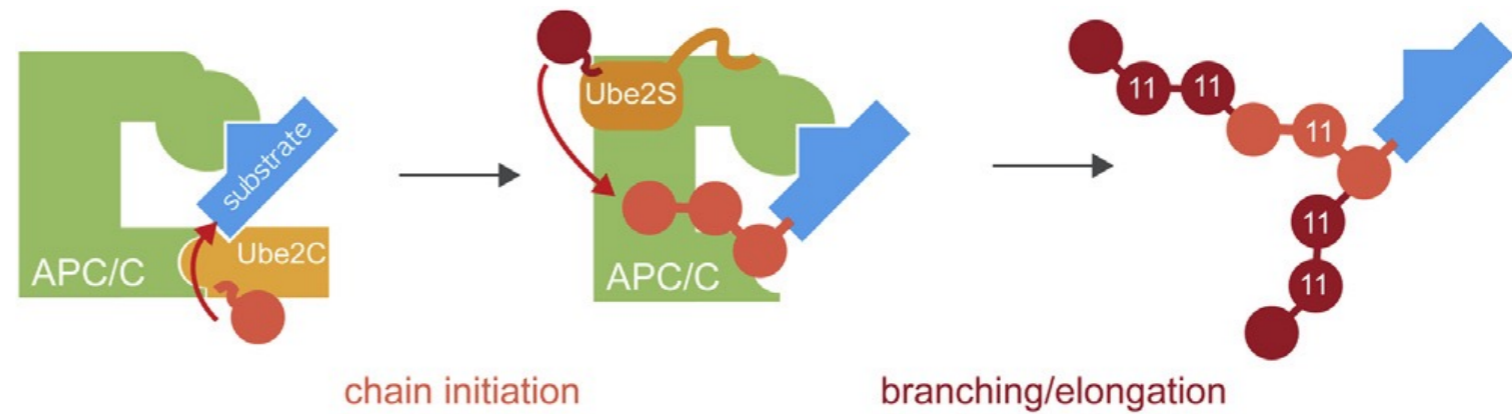 APC/C
substrate
Ube2C
Ube2S
APC/C
11
11
11
11
11
chain initiation
branching/elongation